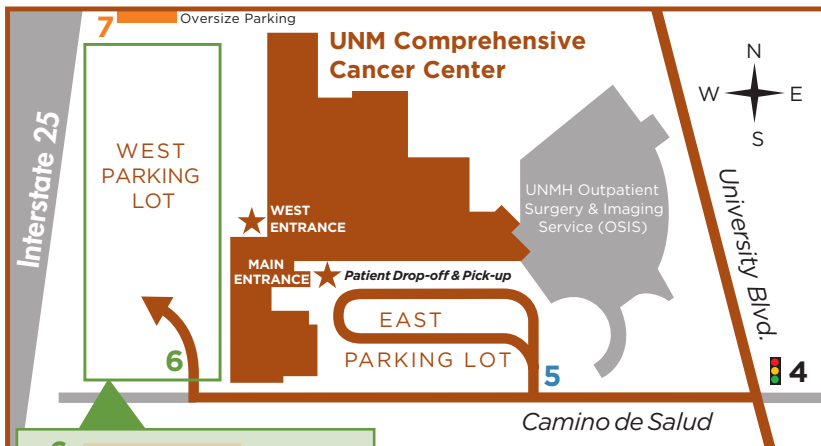 7
Oversize Parking
UNM Comprehensive
Cancer Center
N
W
E
S
Interstate 25
WEST
PARKING
LOT
UNMH Outpatient
Surgery & Imaging
Service (OSIS)
University Blvd.
WEST
ENTRANCE
MAIN
ENTRANCE
Patient Drop-off & Pick-up
EAST
PARKING LOT
6
5
4
Camino de Salud